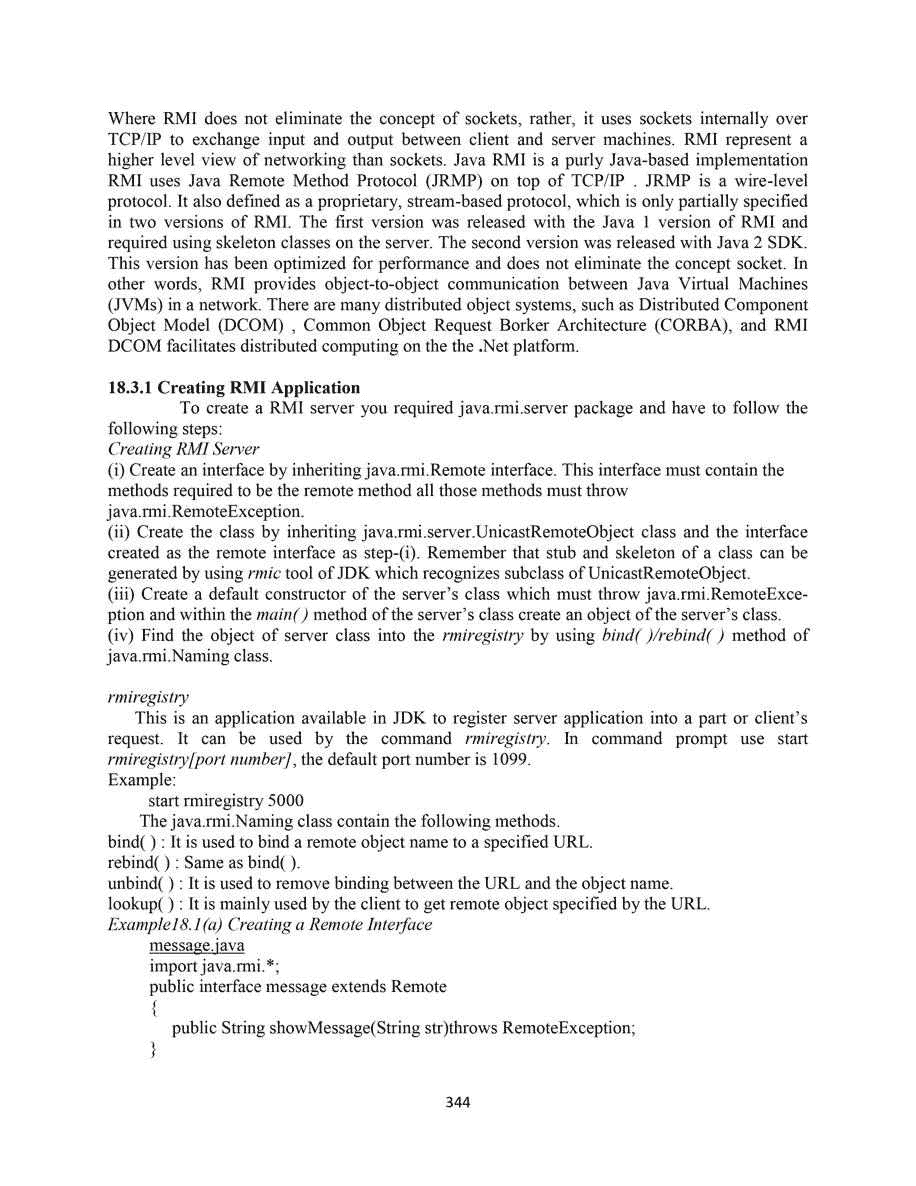 Where RMI does not eliminate the concept of sockets, rather, it uses sockets internally over
TCP/IP to exchange input and output between client and server machines. RMI represent a
higher level view of networking than sockets. Java RMI is a purly Java-based implementation
RMI uses Java Remote Method Protocol (JRMP) on top of TCP/IP . JRMP is a wire-level
protocol. It also defined as a proprietary, stream-based protocol, which is only partially specified
in two versions of RMI. The first version was released with the Java 1 version of RMI and
required using skeleton classes on the server. The second version was released with Java 2 SDK.
This version has been optimized for performance and does not eliminate the concept socket. In
other words, RMI provides object-to-object communication between Java Virtual Machines
(JVMs) in a network. There are many distributed object systems, such as Distributed Component
Object Model (DCOM) , Common Object Request Borker Architecture (CORBA), and RMI
DCOM facilitates distributed computing on the the .Net platform.
18.3.1 Creating RMI Application
To create a RMI server you required java.rmi.server package and have to follow the
following steps:
Creating RMI Server
(i) Create an interface by inheriting java.rmi.Remote interface. This interface must contain the
methods required to be the remote method all those methods must throw
java.rmi.RemoteException.
(ii) Create the class by inheriting java.rmi.server.UnicastRemoteObject class and the interface
created as the remote interface as step-(i). Remember that stub and skeleton of a class can be
generated by using rmic tool of JDK which recognizes subclass of UnicastRemoteObject.
(iii) Create a default constructor of the server's class which must throw java.rmi.RemoteExce-
ption and within the main( ) method of the server's class create an object of the server's class.
(iv) Find the object of server class into the rmiregistry by using bind( )/rebind( ) method of
java.rmi.Naming class.
rmiregistry
This is an application available in JDK to register server application into a part or client's
request. It can be used by the command rmiregistry. In command prompt use start
rmiregistry[port number], the default port number is 1099.
Example:
start rmiregistry 5000
The java.rmi.Naming class contain the following methods.
bind( ) : It is used to bind a remote object name to a specified URL.
rebind( ) : Same as bind( ).
unbind( ) : It is used to remove binding between the URL and the object name.
lookup( ) : It is mainly used by the client to get remote object specified by the URL.
Example18.1(a) Creating a Remote Interface
message.java
import java.rmi.*;
public interface message extends Remote
{
public String showMessage(String str)throws RemoteException;
}
344